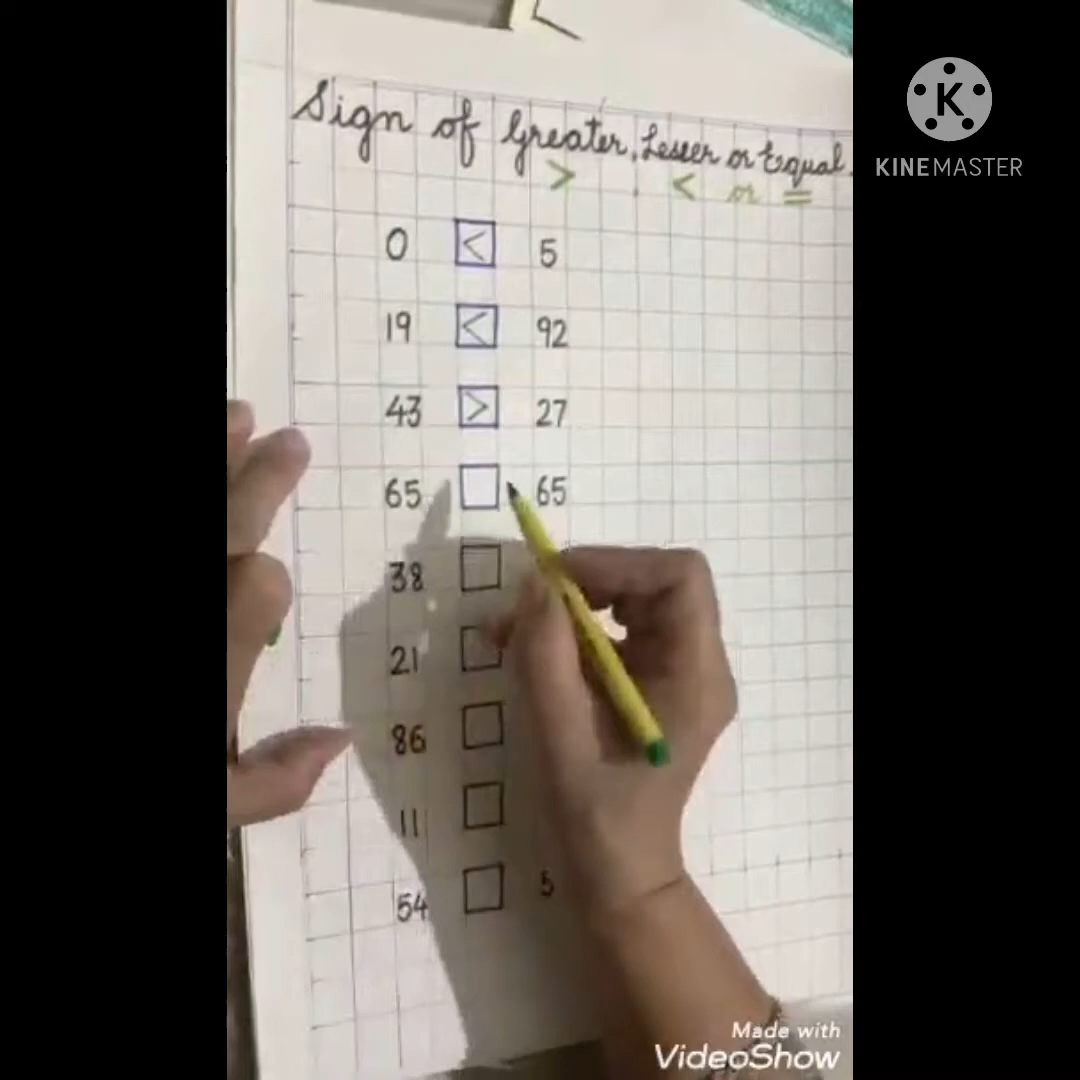 Sign of Greater, Lesser or Equal.
> , < or =
0 < 5
19 < 92
43 > 27
65 65
38
21
86
11
54
K
KINEMASTER
Made with
VideoShow